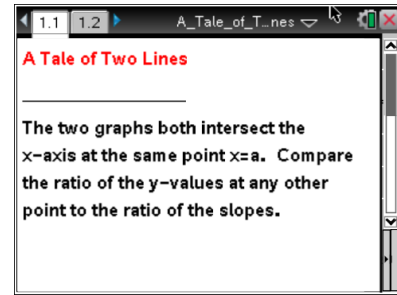 1.1 1.2 A_Tale_of_T...nes
A Tale of Two Lines
The two graphs both intersect the
x-axis at the same point x=a. Compare
the ratio of the y-values at any other
point to the ratio of the slopes.